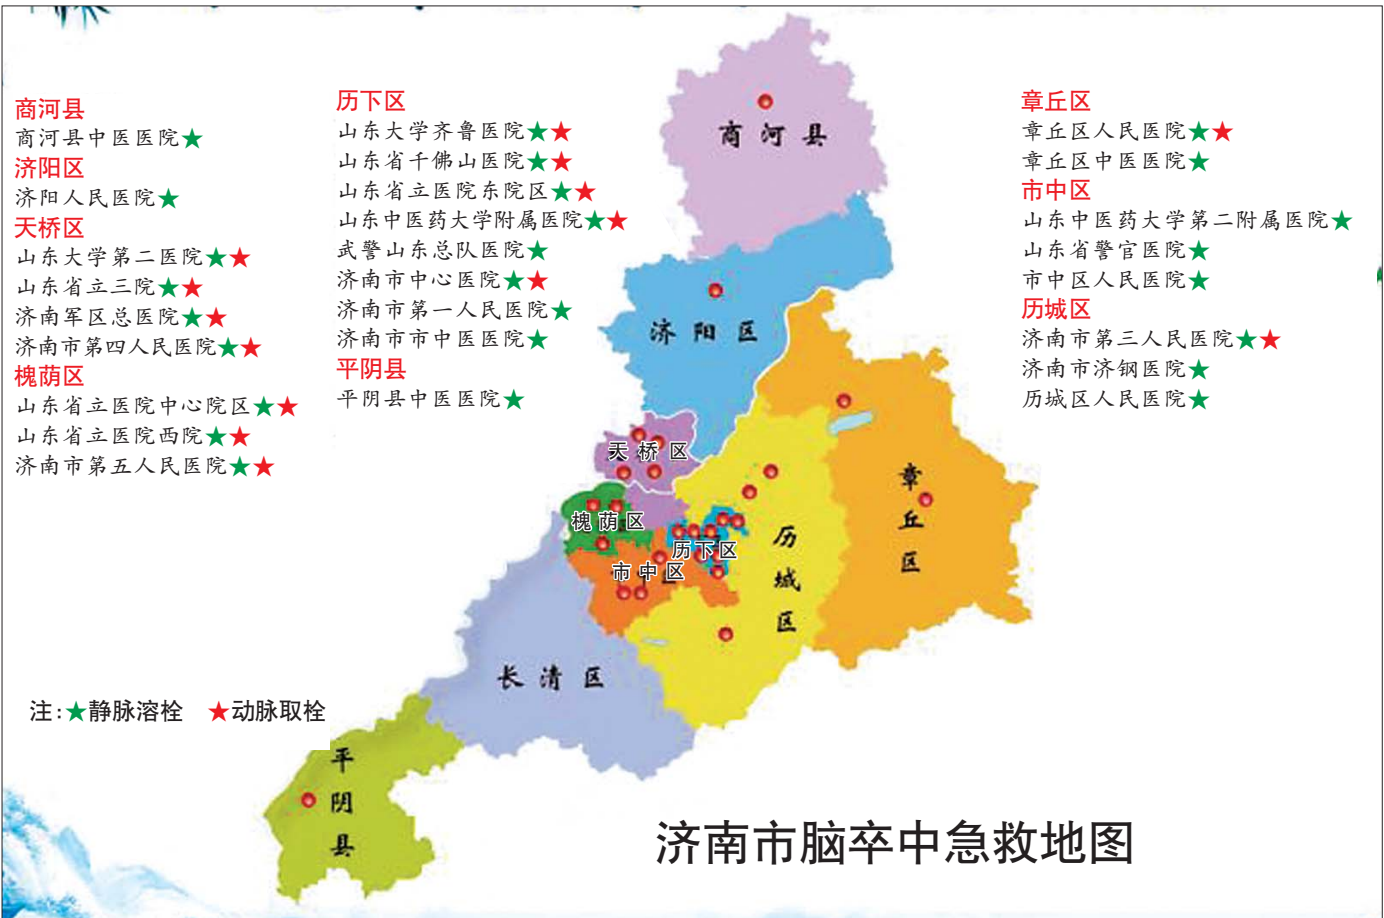 商河县
商河县中医医院★
济阳区
济阳人民医院★
天桥区
山东大学第二医院★★
山东省立三院★★
济南军区总医院★★
济南市第四人民医院★★
槐荫区
山东省立医院中心院区★★
山东省立医院西院★★
济南市第五人民医院★★
历下区
山东大学齐鲁医院★★
山东省千佛山医院★★
山东省立医院东院区★★
山东中医药大学附属医院★★
武警山东总队医院★
济南市中心医院★★
济南市第一人民医院★
济南市市中医医院★
平阴县
平阴县中医医院★
章丘区
章丘区人民医院★★
章丘区中医医院★
市中区
山东中医药大学第二附属医院★
山东省警官医院★
市中区人民医院★
历城区
济南市第三人民医院★★
济南市济钢医院★
历城区人民医院★
商河县
济阳区
天桥区
槐荫区
历下区
市中区
历城区
章丘区
长清区
平阴县
注:★静脉溶栓 ★动脉取栓
济南市脑卒中急救地图